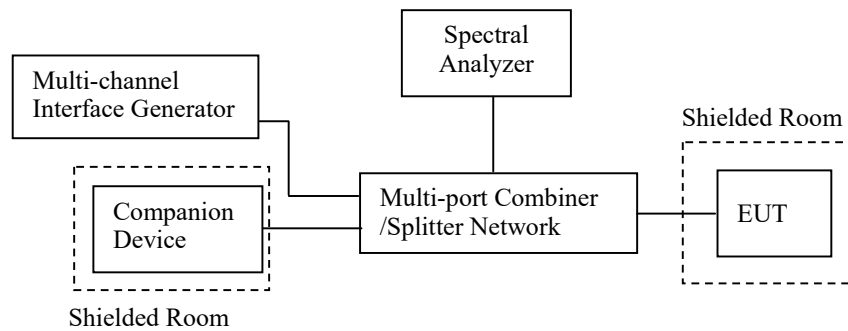 Spectral
Analyzer
Multi-channel
Interface Generator
Shielded Room
Companion
Device
Multi-port Combiner
/Splitter Network
EUT
Shielded Room